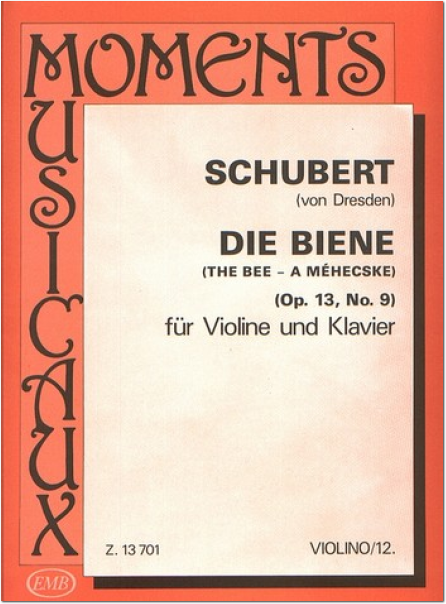 MOMENTS
MUSICAUX
SCHUBERT
(von Dresden)
DIE BIENE
(THE BEE – A MÉHECSKE)
(Op. 13, No. 9)
für Violine und Klavier
Z. 13 701
VIOLINO/12.
EMB